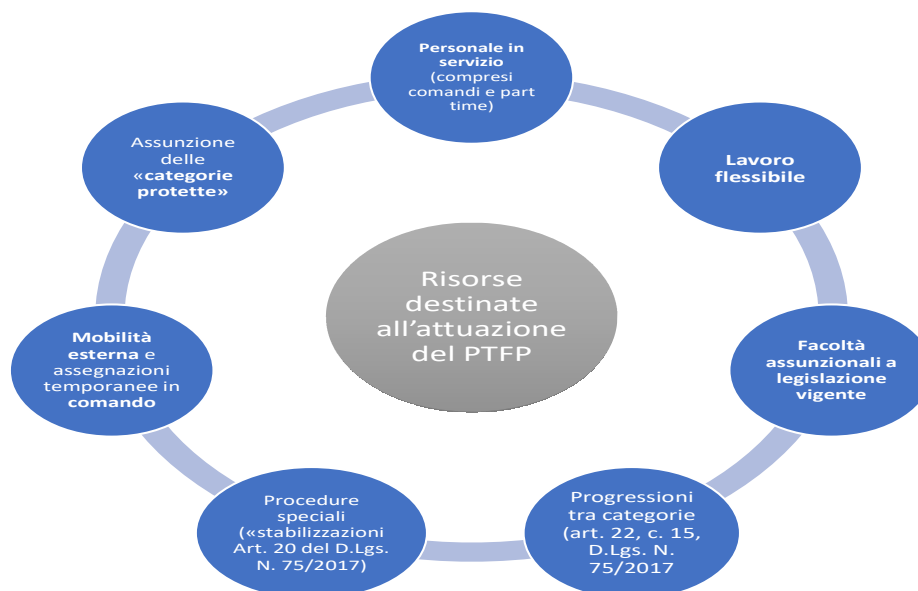 Personale in
servizio
(compresi
comandi e part
time)
Lavoro
flessibile
Facoltà
assunzionali a
legislazione
vigente
Progressioni
tra categorie
(art. 22, c. 15,
D.Lgs. N.
75/2017
Procedure
speciali
(«stabilizzazioni
Art. 20 del D.Lgs.
N. 75/2017)
Mobilità
esterna e
assegnazioni
temporanee in
comando
Assunzione
delle
«categorie
protette»
Risorse
destinate
all'attuazione
del PTFP